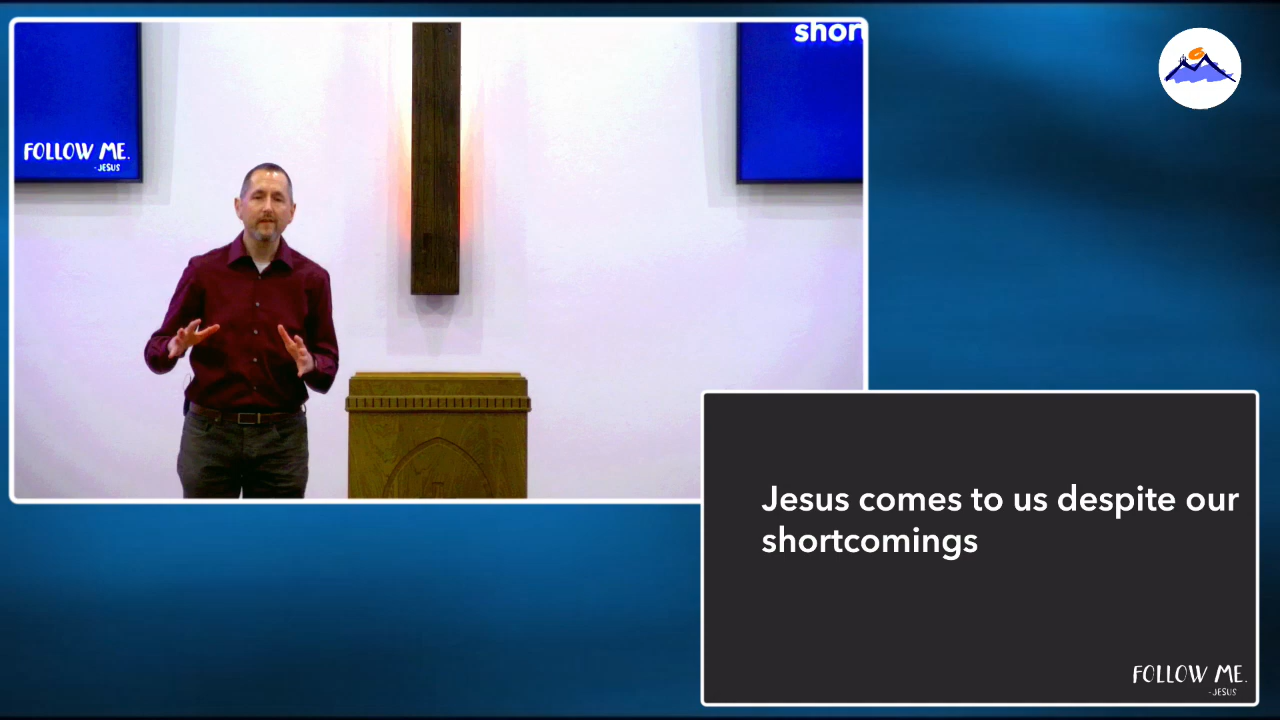 shor
FOLLOW ME.
- JESUS
Jesus comes to us despite our
shortcomings
FOLLOW ME.
- JESUS